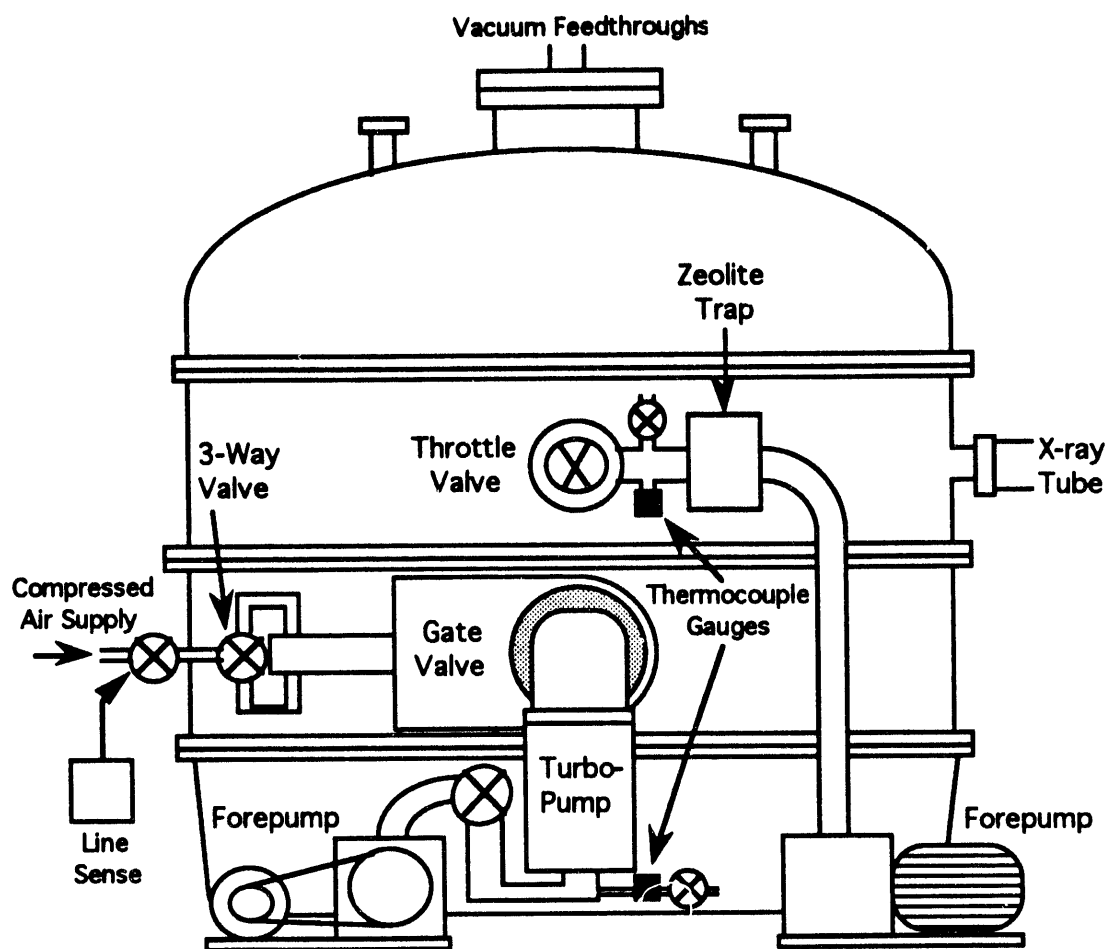 Vacuum Feedthroughs
Zeolite
Trap
Throttle
Valve
X-ray
Tube
3-Way
Valve
Compressed
Air Supply
Gate
Valve
Thermocouple
Gauges
Turbo-
Pump
Forepump
Forepump
Line
Sense